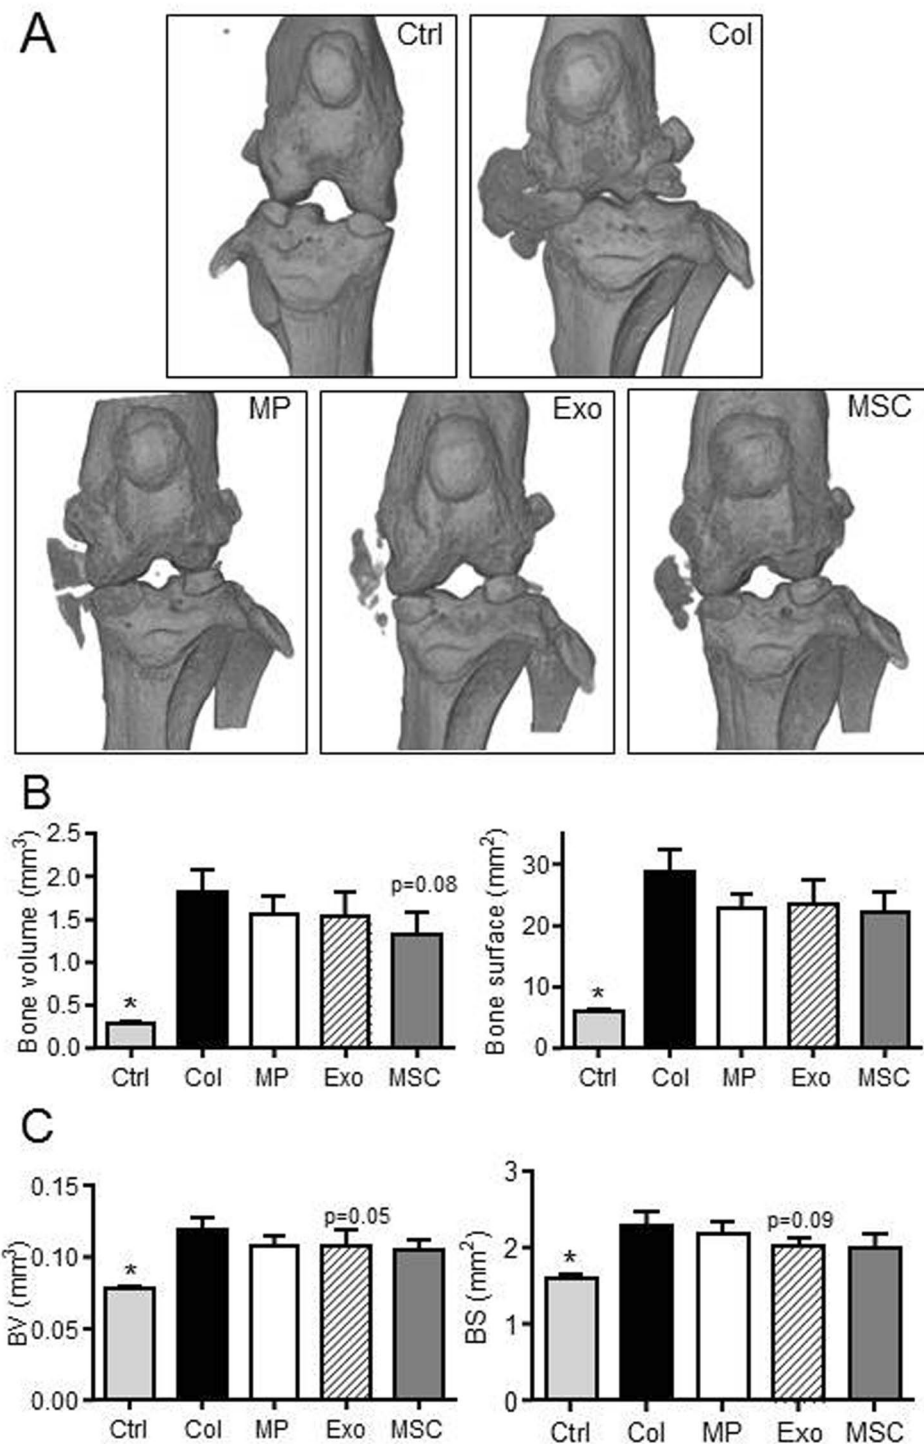 A
Ctrl
Col
MP
Exo
MSC
B
Bone volume (mm3)
2.5
2.0
1.5
1.0
0.5
0.0
*
p=0.08
Ctrl
Col
MP
Exo
MSC
Bone surface (mm2)
30
20
10
0
*
Ctrl
Col
MP
Exo
MSC
C
BV (mm3)
0.15
0.10
0.05
0.00
*
p=0.05
Ctrl
Col
MP
Exo
MSC
BS (mm2)
3
2
1
0
*
p=0.09
Ctrl
Col
MP
Exo
MSC